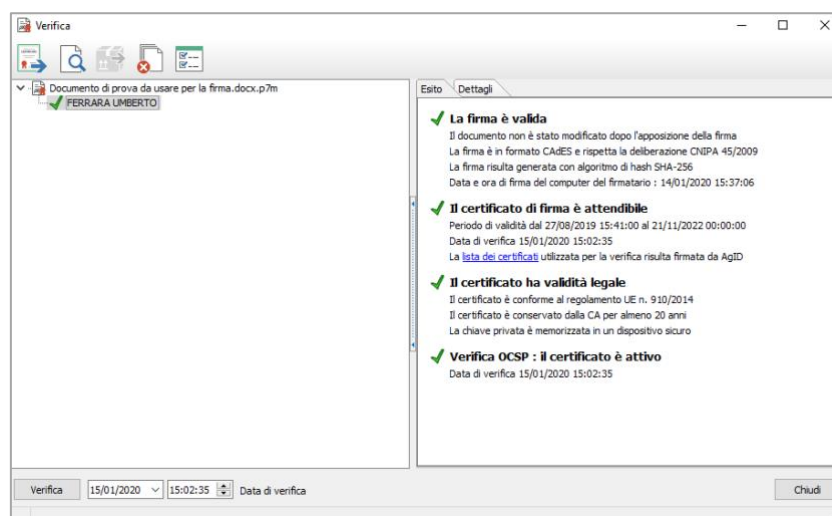 Verifica
Documento di prova da usare per la firma.docx.p7m
FERRARA UMBERTO
Esito
Dettagli
La firma è valida
Il documento non è stato modificato dopo l'apposizione della firma
La firma è in formato CAdES e rispetta la deliberazione CNIPA 45/2009
La firma risulta generata con algoritmo di hash SHA-256
Data e ora di firma del computer del firmatario : 14/01/2020 15:37:06
Il certificato di firma è attendibile
Periodo di validità dal 27/08/2019 15:41:00 al 21/11/2022 00:00:00
Data di verifica 15/01/2020 15:02:35
La lista dei certificati utilizzata per la verifica risulta firmata da AgID
Il certificato ha validità legale
Il certificato è conforme al regolamento UE n. 910/2014
Il certificato è conservato dalla CA per almeno 20 anni
La chiave privata è memorizzata in un dispositivo sicuro
Verifica OCSP : il certificato è attivo
Data di verifica 15/01/2020 15:02:35
Verifica 15/01/2020 15:02:35 Data di verifica Chiudi